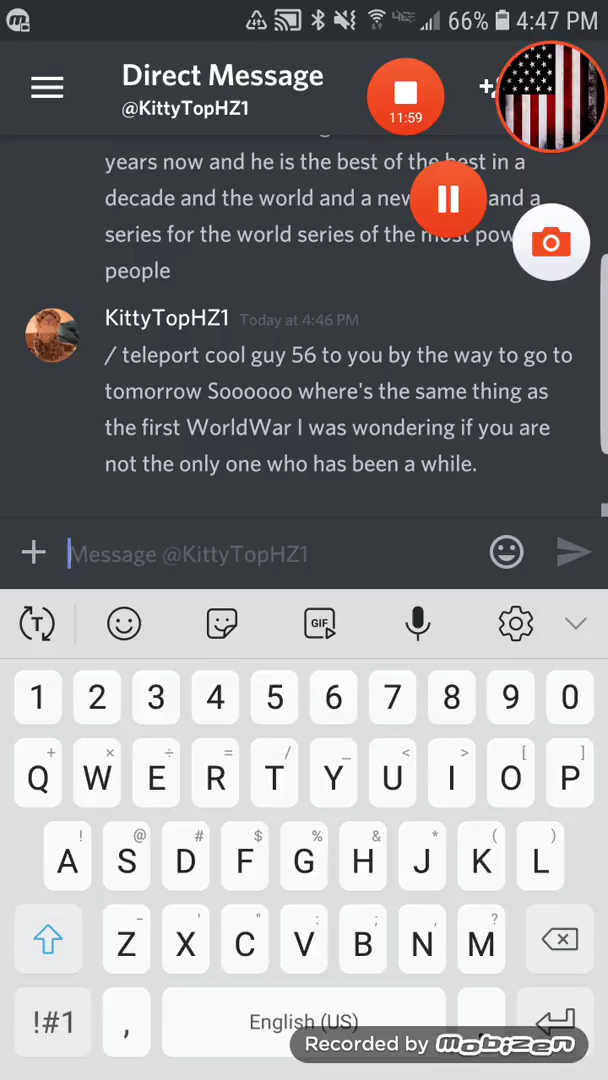 66% 4:47 PM
Direct Message
@KittyTopHZ1
11:59
years now and he is the best of the best in a
decade and the world and a new and a
series for the world series of the most
people
KittyTopHZ1 Today at 4:46 PM
/ teleport cool guy 56 to you by the way to go to
tomorrow Soooooo where's the same thing as
the first WorldWar I was wondering if you are
not the only one who has been a while.
Message @KittyTopHZ1
T GIF
1 2 3 4 5 6 7 8 9 0
+ × ÷ = / _ < > [ ]
Q W E R T Y U I O P
! @ # $ % & * ( )
A S D F G H J K L
- ' " : ; , ?
Z X C V B N M
!#1 , English (US)
Recorded by mobizen